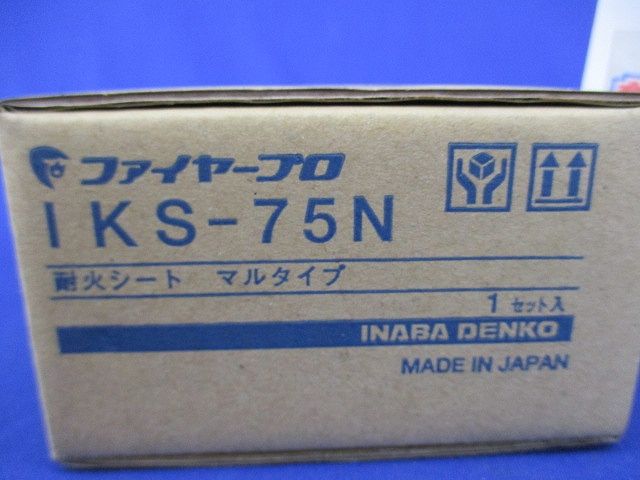 ファイヤープロ
IKS-75N
耐火シート マルタイプ
1セット入
INABA DENKO
MADE IN JAPAN